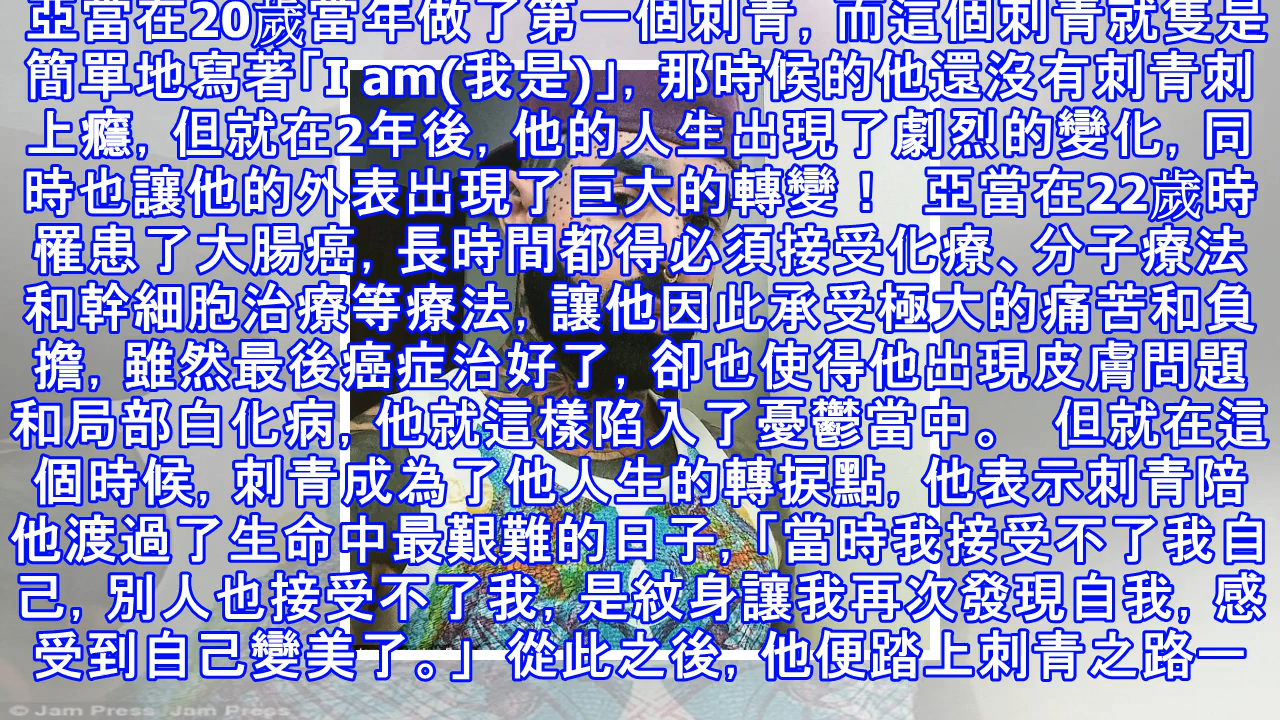 亞當在20歲當年做了第一個刺青, 而這個刺青就隻是
簡單地寫著｢I am(我是)｣, 那時候的他還沒有刺青刺
上癮, 但就在2年後, 他的人生出現了劇烈的變化, 同
時也讓他的外表出現了巨大的轉變！ 亞當在22歲時
罹患了大腸癌, 長時間都得必須接受化療、分子療法
和幹細胞治療等療法, 讓他因此承受極大的痛苦和負
擔, 雖然最後癌症治好了, 卻也使得他出現皮膚問題
和局部白化病, 他就這樣陷入了憂鬱當中。 但就在這
個時候, 刺青成為了他人生的轉捩點, 他表示刺青陪
他渡過了生命中最艱難的日子,｢當時我接受不了我自
己, 別人也接受不了我, 是紋身讓我再次發現自我, 感
受到自己變美了。｣ 從此之後, 他便踏上刺青之路一
© Jam Press/Jam Press